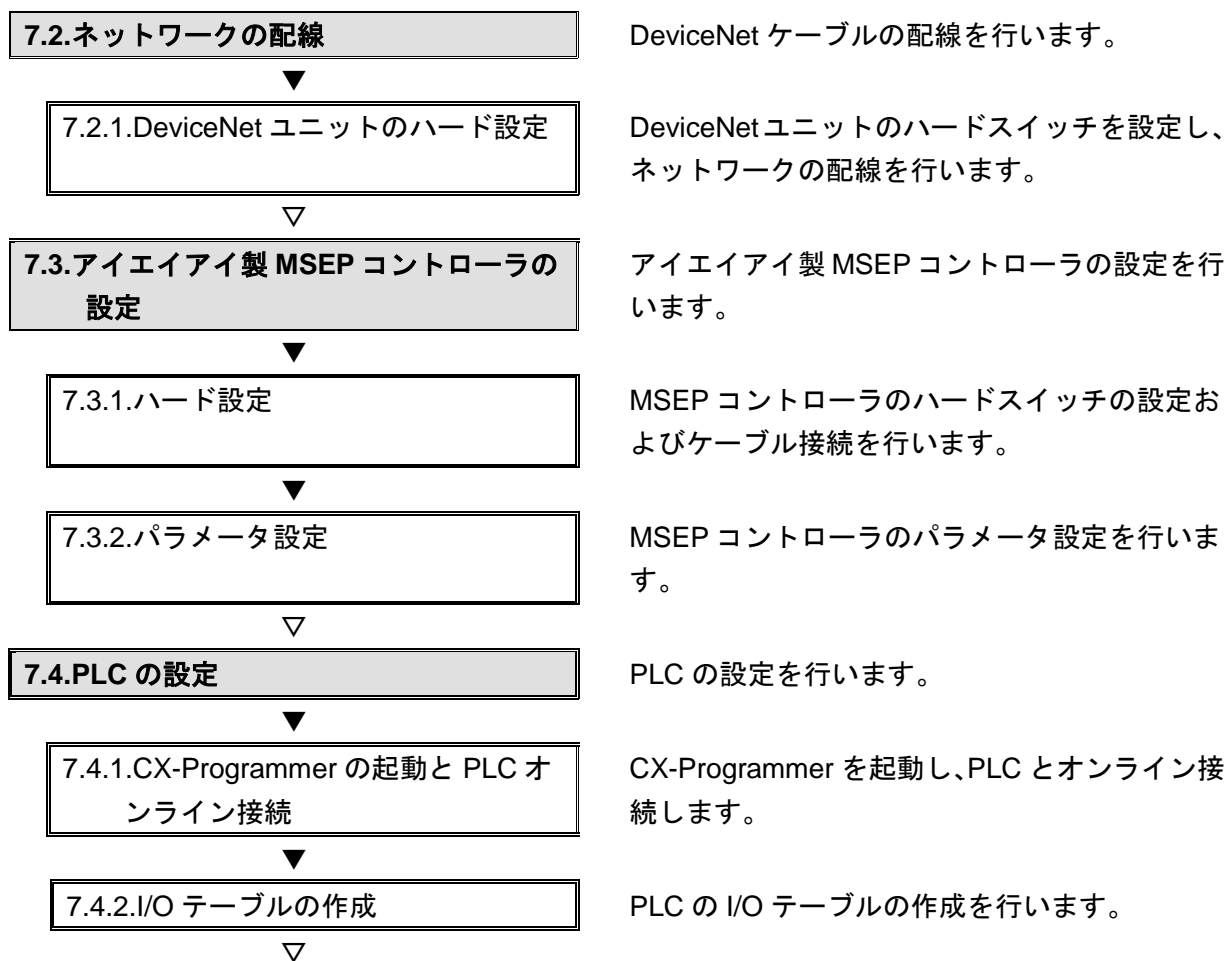 7.2.ネットワークの配線
DeviceNet ケーブルの配線を行います。
▼
7.2.1.DeviceNet ユニットのハード設定
DeviceNet ユニットのハードスイッチを設定し、
ネットワークの配線を行います。
▽
7.3.アイエイアイ製 MSEP コントローラの
設定
アイエイアイ製 MSEP コントローラの設定を行
います。
▼
7.3.1.ハード設定
MSEP コントローラのハードスイッチの設定お
よびケーブル接続を行います。
▼
7.3.2.パラメータ設定
MSEP コントローラのパラメータ設定を行いま
す。
▽
7.4.PLC の設定
PLC の設定を行います。
▼
7.4.1.CX-Programmer の起動と PLC オ
ンライン接続
CX-Programmer を起動し、PLC とオンライン接
続します。
▼
7.4.2.I/O テーブルの作成
PLC の I/O テーブルの作成を行います。
▽